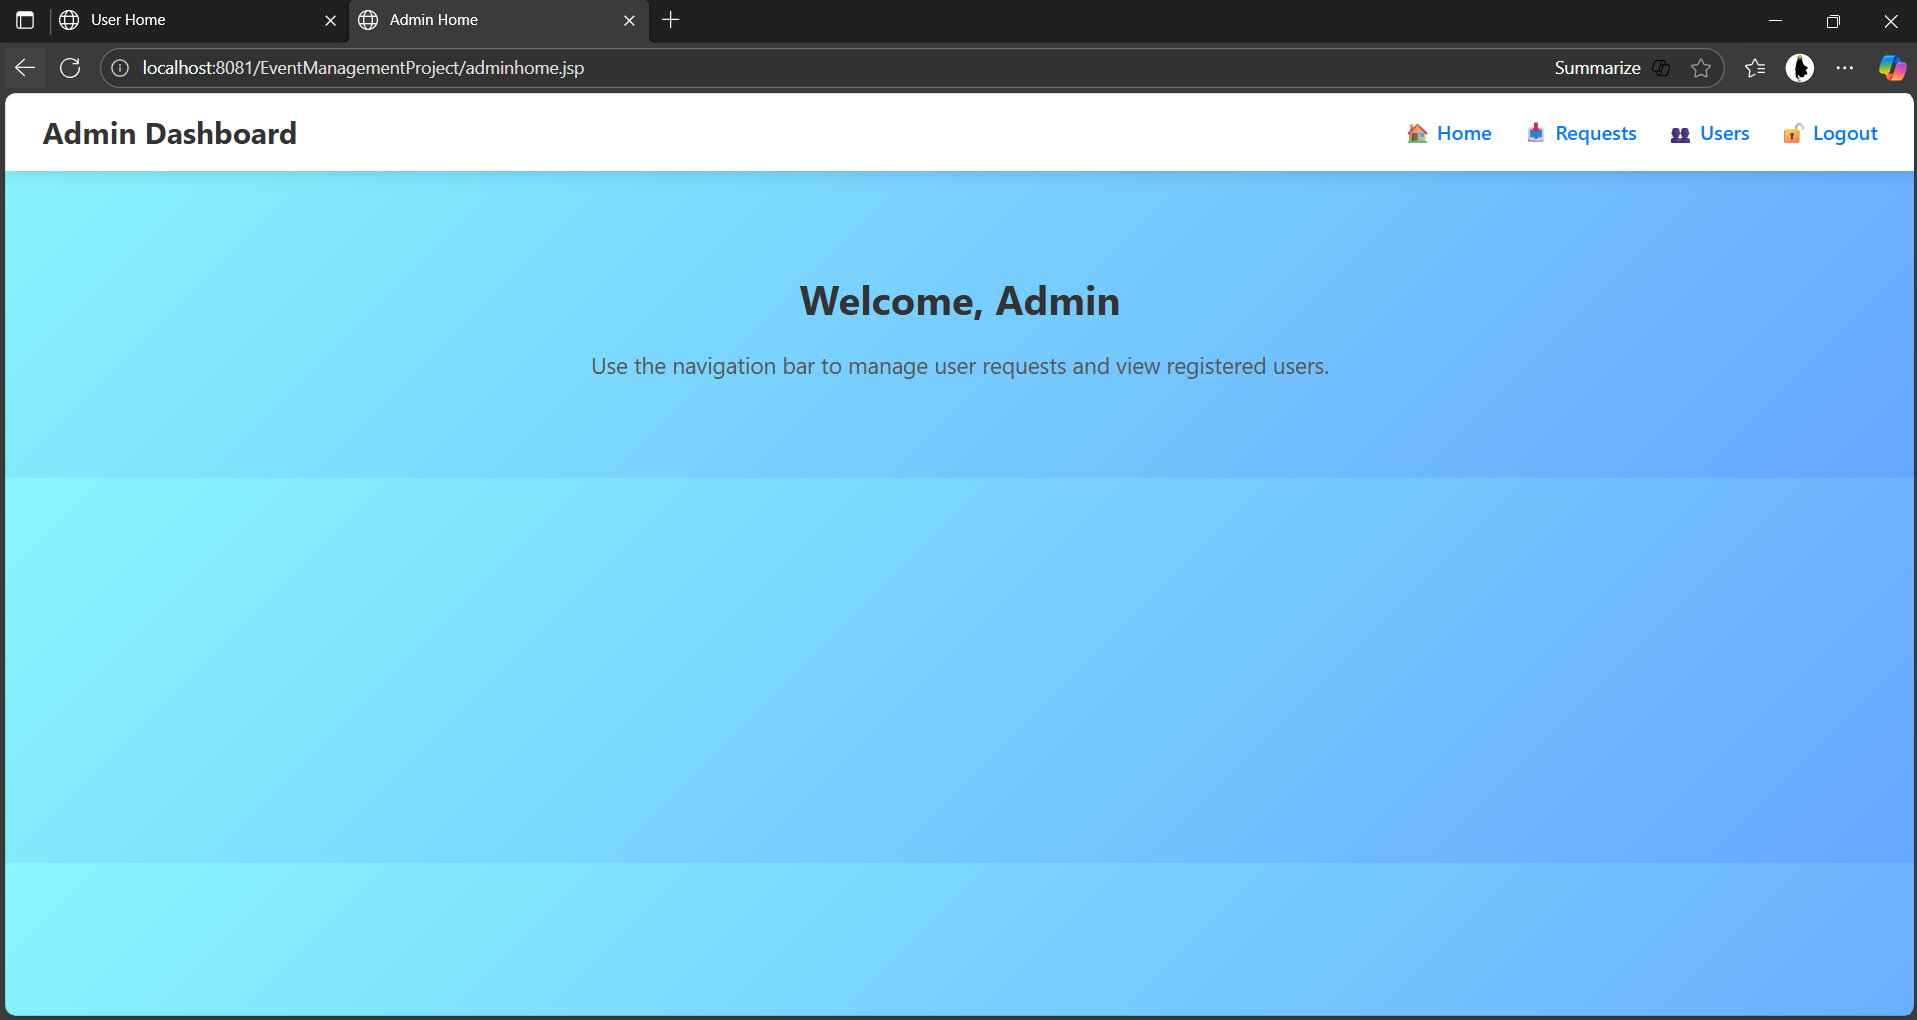 User Home
Admin Home
localhost:8081/EventManagementProject/adminhome.jsp
Summarize
Admin Dashboard
Home
Requests
Users
Logout
Welcome, Admin
Use the navigation bar to manage user requests and view registered users.